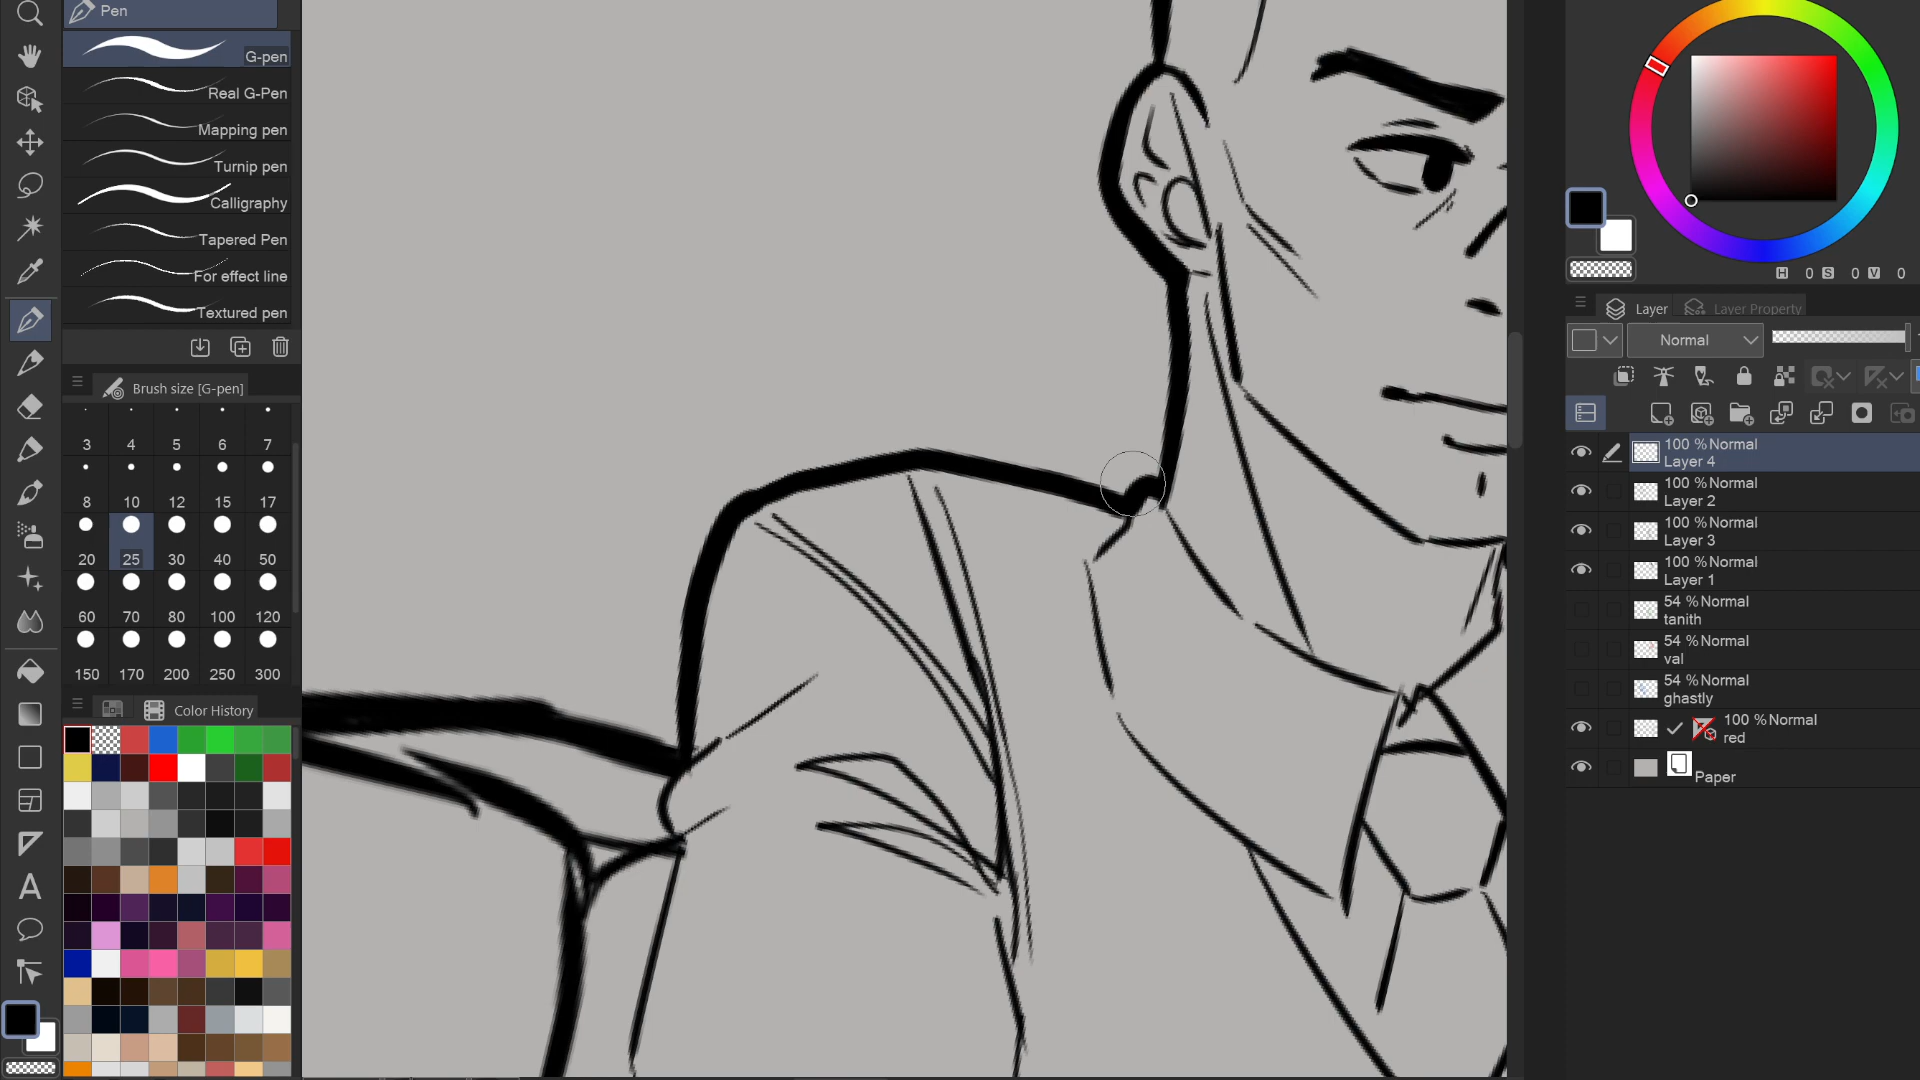 Pen
G-pen
Real G-Pen
Mapping pen
Turnip pen
Calligraphy
Tapered Pen
For effect line
Textured pen
Brush size [G-pen]
3 4 5 6 7
8 10 12 15 17
20 25 30 40 50
60 70 80 100 120
150 170 200 250 300
Color History
H 0 S 0 V 0
Layer Layer Property
Normal
100 %Normal
Layer 4
100 %Normal
Layer 2
100 %Normal
Layer 3
100 %Normal
Layer 1
54 %Normal
tanith
54 %Normal
val
54 %Normal
ghastly
100 %Normal
red
Paper